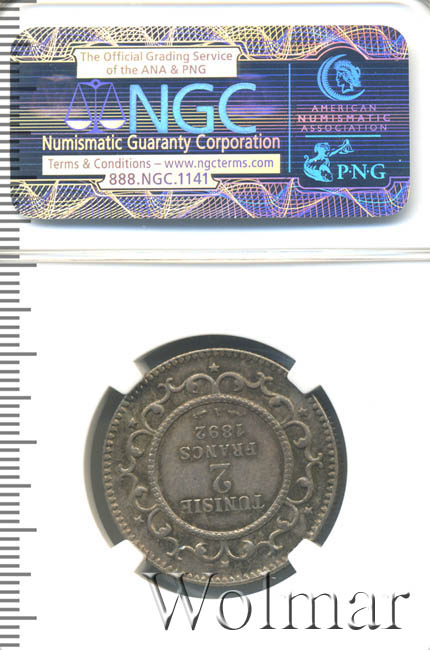 The Official Grading Service
of the ANA & PNG
NGC
Numismatic Guaranty Corporation
Terms & Conditions – www.ngcterms.com
888.NGC.1141
AMERICAN
NUMISMATIC
ASSOCIATION
P·N·G
TUNISIE
2
FRANCS
1892
A
Wolmar